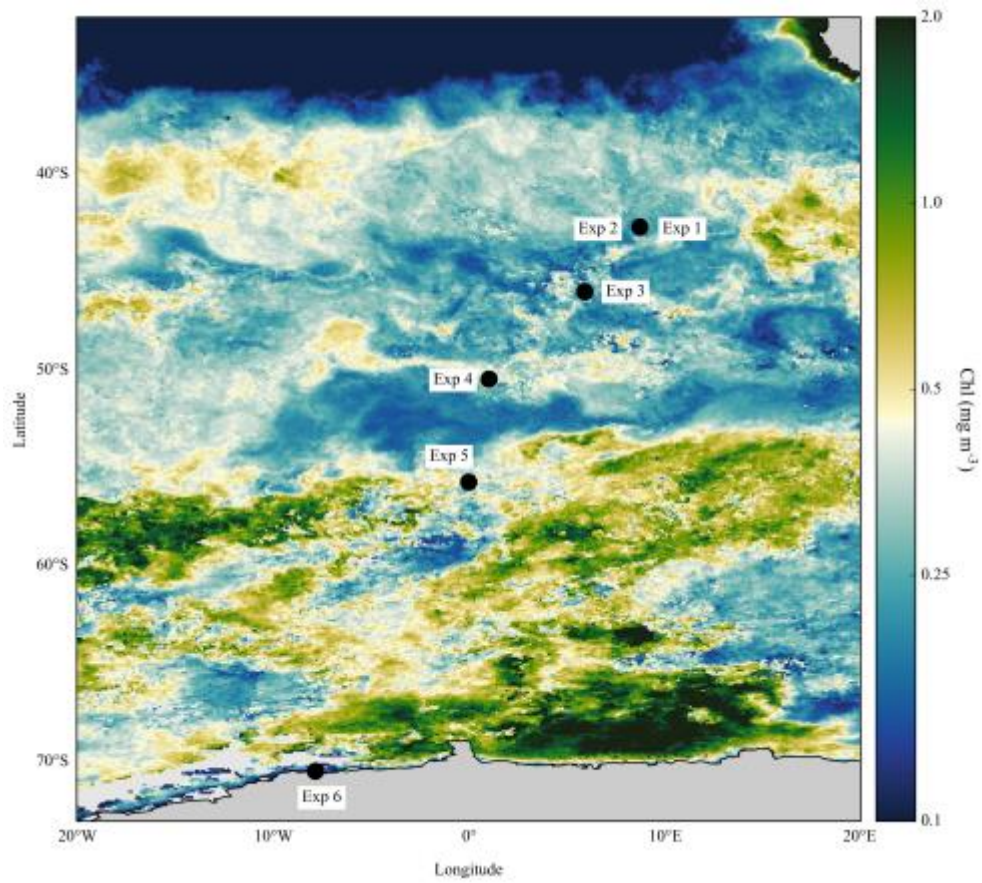 2.0
Chl (mg m⁻³)
40°S
1.0
Exp 2
Exp 1
Exp 3
50°S
Exp 4
0.5
Latitude
Exp 5
60°S
0.25
70°S
Exp 6
0.1
20°W
10°W
0°
10°E
20°E
Longitude